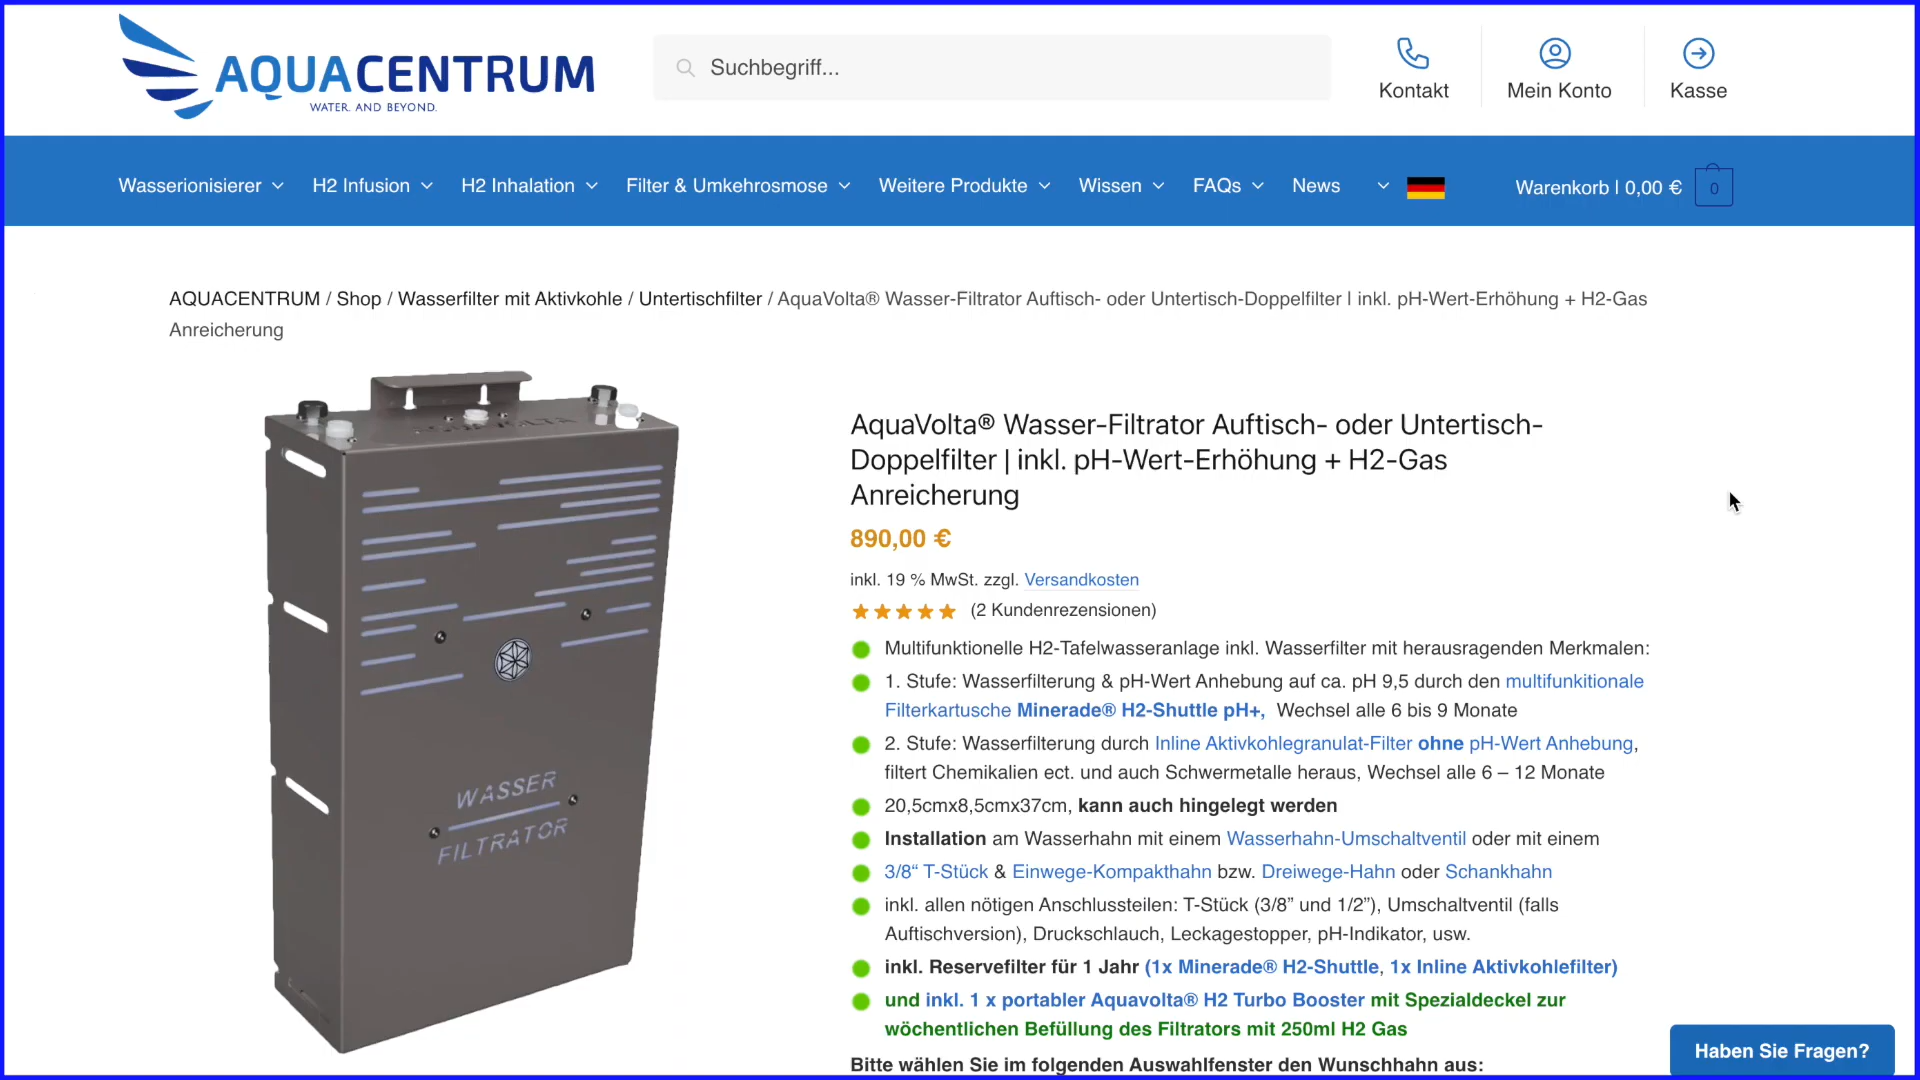 AQUACENTRUM
WATER. AND BEYOND.
Suchbegriff...
Kontakt
Mein Konto
Kasse
Wasserionisierer
H2 Infusion
H2 Inhalation
Filter & Umkehrosmose
Weitere Produkte
Wissen
FAQs
News
Warenkorb | 0,00 €
0
AQUACENTRUM / Shop / Wasserfilter mit Aktivkohle / Untertischfilter / AquaVolta® Wasser-Filtrator Auftisch- oder Untertisch-Doppelfilter | inkl. pH-Wert-Erhöhung + H2-Gas
Anreicherung
WASSER
FILTRATOR
AquaVolta® Wasser-Filtrator Auftisch- oder Untertisch-
Doppelfilter | inkl. pH-Wert-Erhöhung + H2-Gas
Anreicherung
890,00 €
inkl. 19 % MwSt. zzgl. Versandkosten
(2 Kundenrezensionen)
Multifunktionelle H2-Tafelwasseranlage inkl. Wasserfilter mit herausragenden Merkmalen:
1. Stufe: Wasserfilterung & pH-Wert Anhebung auf ca. pH 9,5 durch den multifunkitionale
Filterkartusche Minerade® H2-Shuttle pH+, Wechsel alle 6 bis 9 Monate
2. Stufe: Wasserfilterung durch Inline Aktivkohlegranulat-Filter ohne pH-Wert Anhebung,
filtert Chemikalien ect. und auch Schwermetalle heraus, Wechsel alle 6 – 12 Monate
20,5cmx8,5cmx37cm, kann auch hingelegt werden
Installation am Wasserhahn mit einem Wasserhahn-Umschaltventil oder mit einem
3/8“ T-Stück & Einwege-Kompakthahn bzw. Dreiwege-Hahn oder Schankhahn
inkl. allen nötigen Anschlussteilen: T-Stück (3/8” und 1/2”), Umschaltventil (falls
Auftischversion), Druckschlauch, Leckagestopper, pH-Indikator, usw.
inkl. Reservefilter für 1 Jahr (1x Minerade® H2-Shuttle, 1x Inline Aktivkohlefilter)
und inkl. 1 x portabler Aquavolta® H2 Turbo Booster mit Spezialdeckel zur
wöchentlichen Befüllung des Filtrators mit 250ml H2 Gas
Bitte wählen Sie im folgenden Auswahlfenster den Wunschhahn aus:
Haben Sie Fragen?